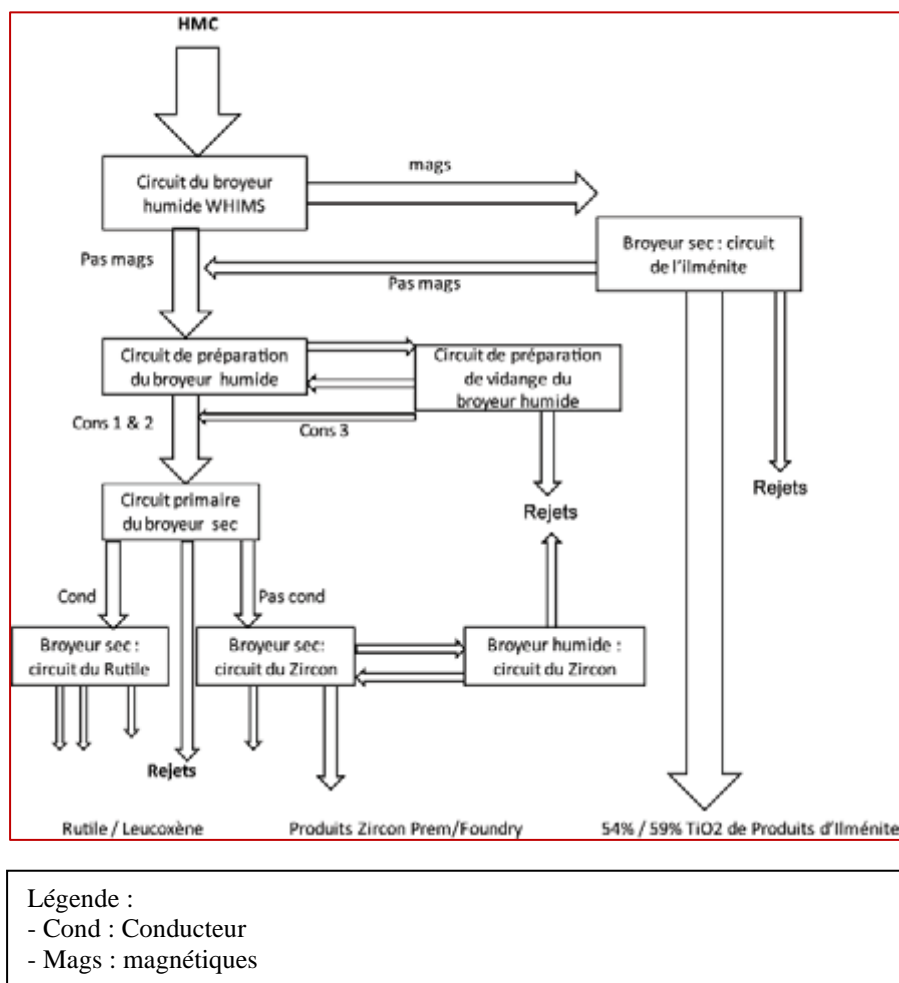 HMC
mags
Circuit du broyeur
humide WHIMS
Broyeur sec : circuit
de l'ilménite
Pas mags
Pas mags
Circuit de préparation
du broyeur humide
Circuit de préparation
de vidange du
broyeur humide
Cons 1 & 2
Cons 3
Circuit primaire
du broyeur sec
Rejets
Rejets
Cond
Pas cond
Broyeur sec :
circuit du Rutile
Broyeur sec:
circuit du Zircon
Broyeur humide :
circuit du Zircon
Rejets
Rutile / Leucoxène
Produits Zircon Prem/Foundry
54% / 59% TiO2 de Produits d'Ilménite
Légende :
- Cond : Conducteur
- Mags : magnétiques